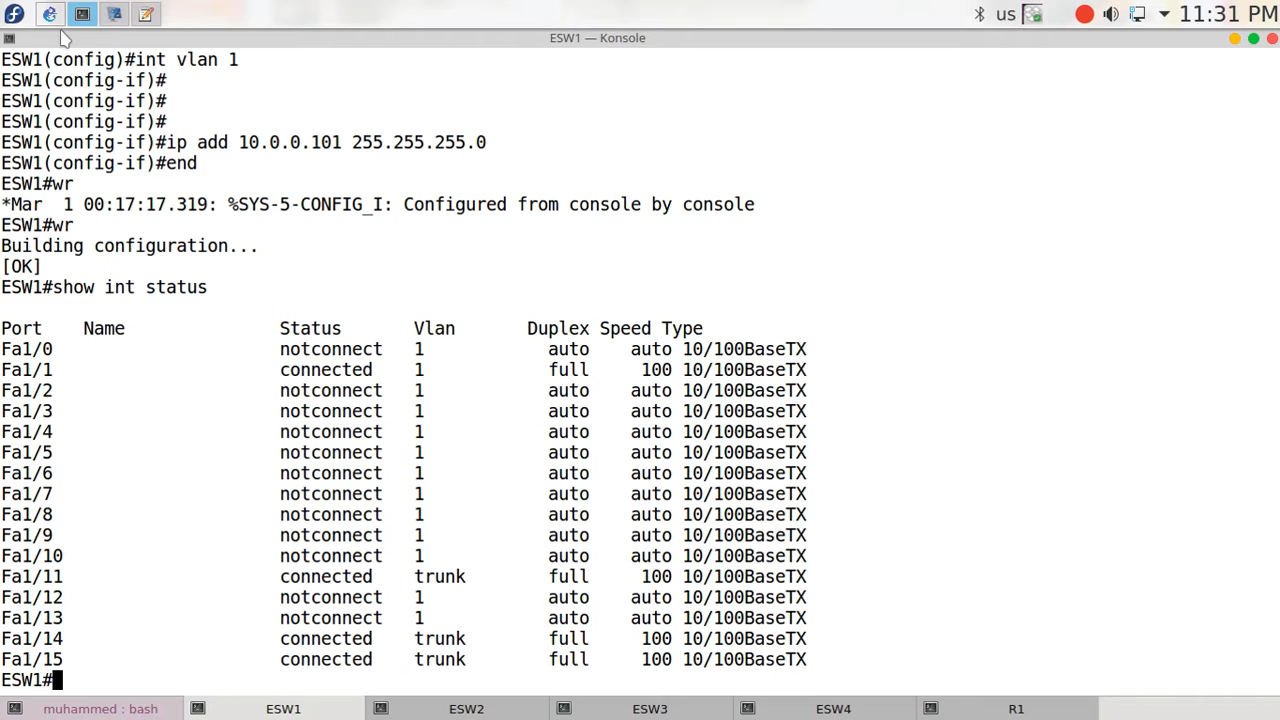 us
11:31 PM
ESW1 — Konsole
ESW1(config)#int vlan 1
ESW1(config-if)#
ESW1(config-if)#
ESW1(config-if)#
ESW1(config-if)#ip add 10.0.0.101 255.255.255.0
ESW1(config-if)#end
ESW1#wr
*Mar  1 00:17:17.319: %SYS-5-CONFIG_I: Configured from console by console
ESW1#wr
Building configuration...
[OK]
ESW1#show int status
Port    Name               Status       Vlan       Duplex Speed Type
Fa1/0                      notconnect   1            auto    auto 10/100BaseTX
Fa1/1                      connected    1            full     100 10/100BaseTX
Fa1/2                      notconnect   1            auto    auto 10/100BaseTX
Fa1/3                      notconnect   1            auto    auto 10/100BaseTX
Fa1/4                      notconnect   1            auto    auto 10/100BaseTX
Fa1/5                      notconnect   1            auto    auto 10/100BaseTX
Fa1/6                      notconnect   1            auto    auto 10/100BaseTX
Fa1/7                      notconnect   1            auto    auto 10/100BaseTX
Fa1/8                      notconnect   1            auto    auto 10/100BaseTX
Fa1/9                      notconnect   1            auto    auto 10/100BaseTX
Fa1/10                     notconnect   1            auto    auto 10/100BaseTX
Fa1/11                     connected    trunk        full     100 10/100BaseTX
Fa1/12                     notconnect   1            auto    auto 10/100BaseTX
Fa1/13                     notconnect   1            auto    auto 10/100BaseTX
Fa1/14                     connected    trunk        full     100 10/100BaseTX
Fa1/15                     connected    trunk        full     100 10/100BaseTX
ESW1#
muhammed : bash
ESW1
ESW2
ESW3
ESW4
R1